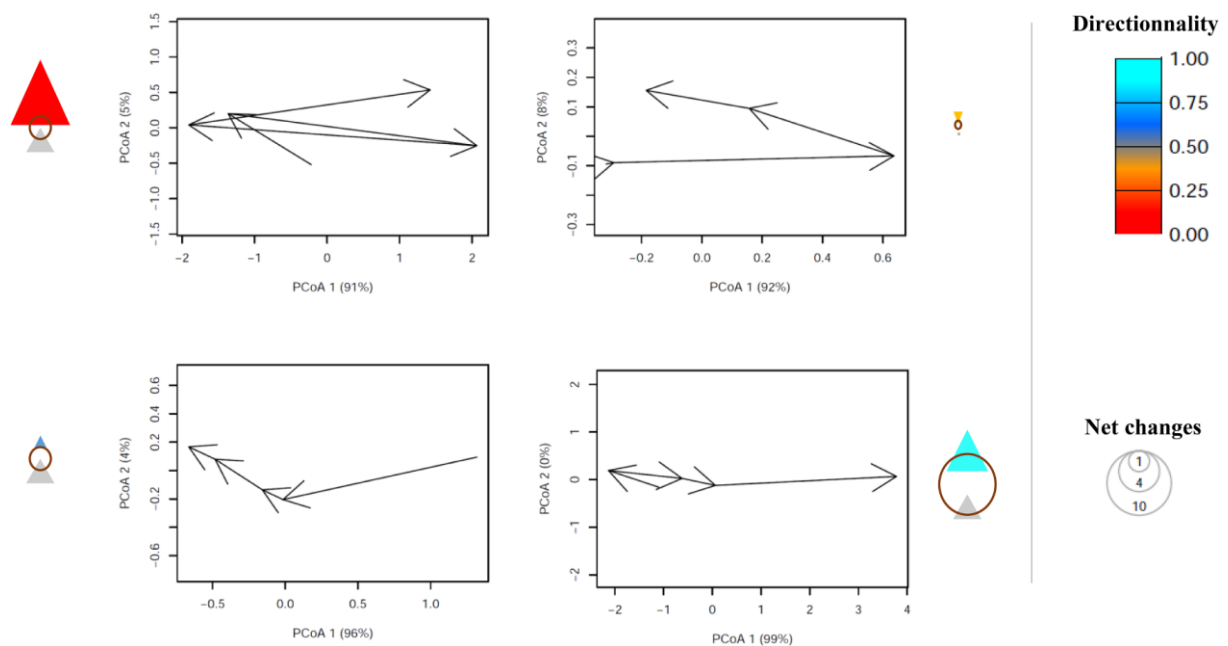 Directionnality
1.00
0.75
0.50
0.25
0.00
Net changes
1
4
10
1.5
1.0
0.5
0.0
−0.5
−1.0
−1.5
PCoA 2 (5%)
−2 −1 0 1 2
PCoA 1 (91%)
0.3
0.1
−0.1
−0.3
PCoA 2 (8%)
−0.2 0.0 0.2 0.4 0.6
PCoA 1 (92%)
0.6
0.2
−0.2
−0.6
PCoA 2 (4%)
−0.5 0.0 0.5 1.0
PCoA 1 (96%)
2
1
0
−1
−2
PCoA 2 (0%)
−2 −1 0 1 2 3 4
PCoA 1 (99%)